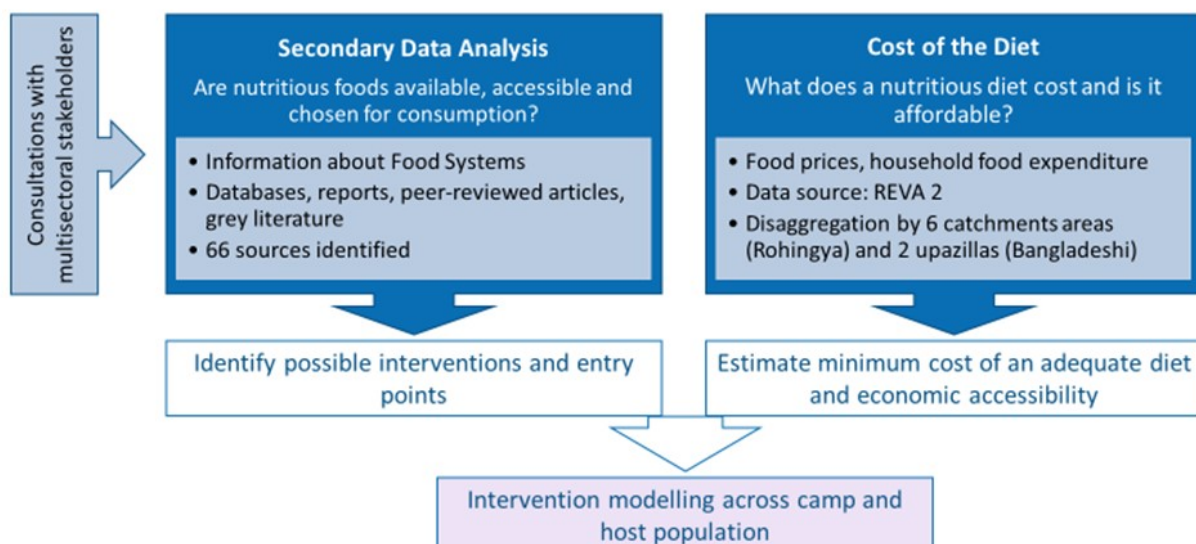 Consultations with
multisectoral stakeholders
Secondary Data Analysis
Are nutritious foods available, accessible and
chosen for consumption?
• Information about Food Systems
• Databases, reports, peer-reviewed articles,
grey literature
• 66 sources identified
Cost of the Diet
What does a nutritious diet cost and is it
affordable?
• Food prices, household food expenditure
• Data source: REVA 2
• Disaggregation by 6 catchments areas
(Rohingya) and 2 upazillas (Bangladeshi)
Identify possible interventions and entry
points
Estimate minimum cost of an adequate diet
and economic accessibility
Intervention modelling across camp and
host population